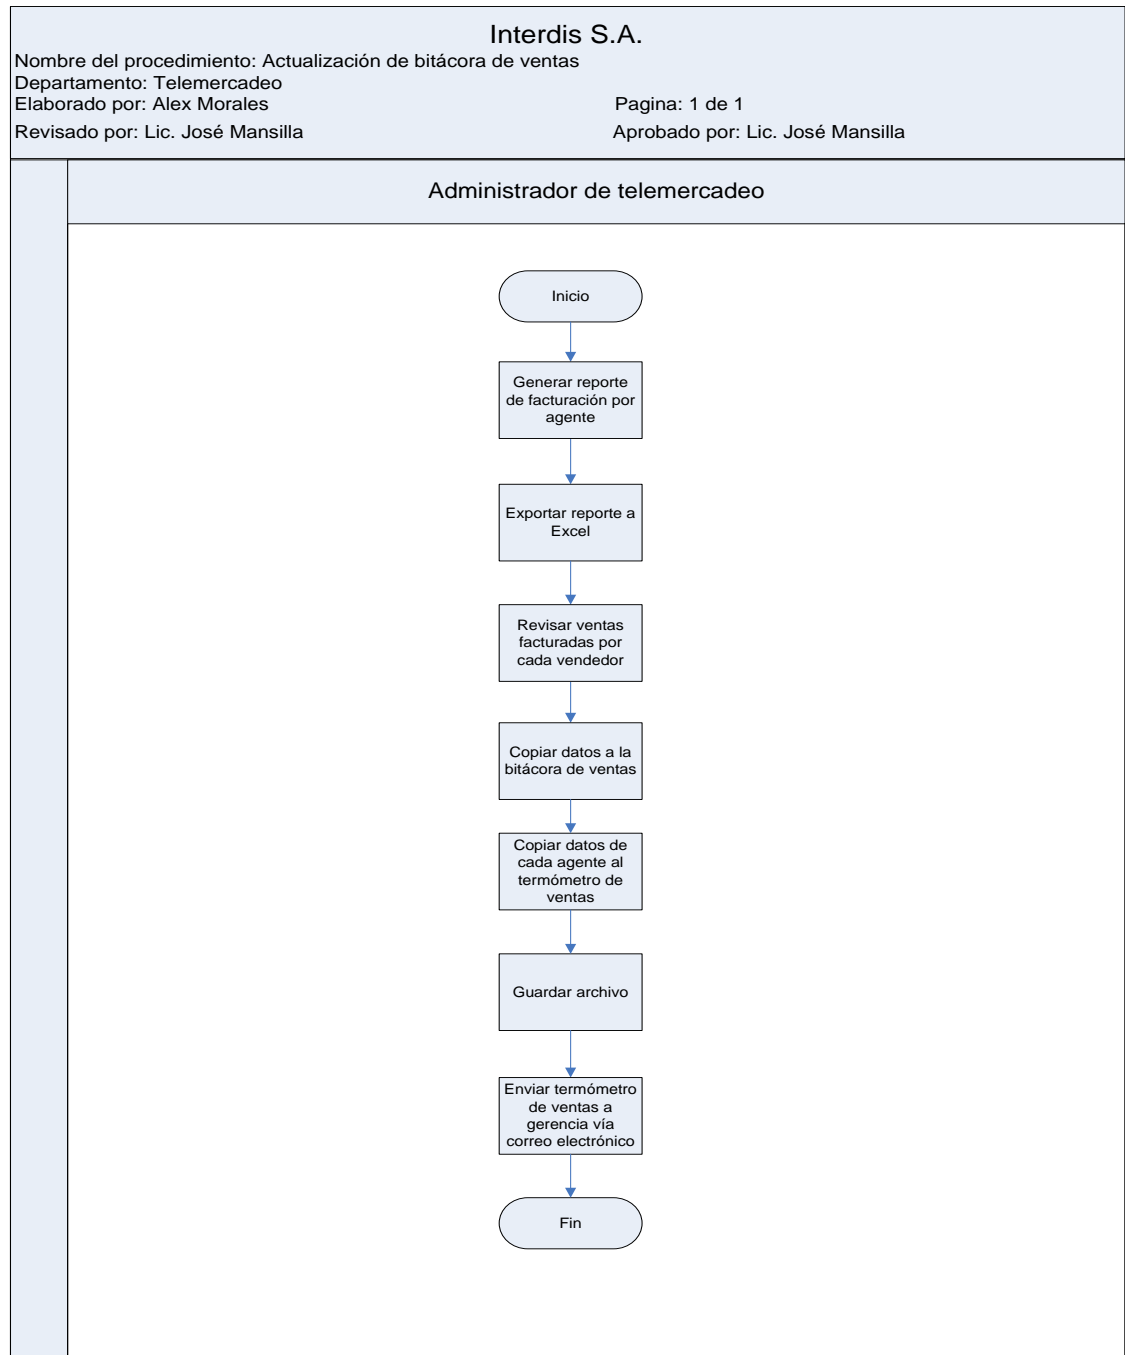 Interdis S.A.
Nombre del procedimiento: Actualización de bitácora de ventas
Departamento: Telemercadeo
Elaborado por: Alex Morales
Pagina: 1 de 1
Revisado por: Lic. José Mansilla
Aprobado por: Lic. José Mansilla
Administrador de telemercadeo
Inicio
Generar reporte
de facturación por
agente
Exportar reporte a
Excel
Revisar ventas
facturadas por
cada vendedor
Copiar datos a la
bitácora de ventas
Copiar datos de
cada agente al
termómetro de
ventas
Guardar archivo
Enviar termómetro
de ventas a
gerencia vía
correo electrónico
Fin